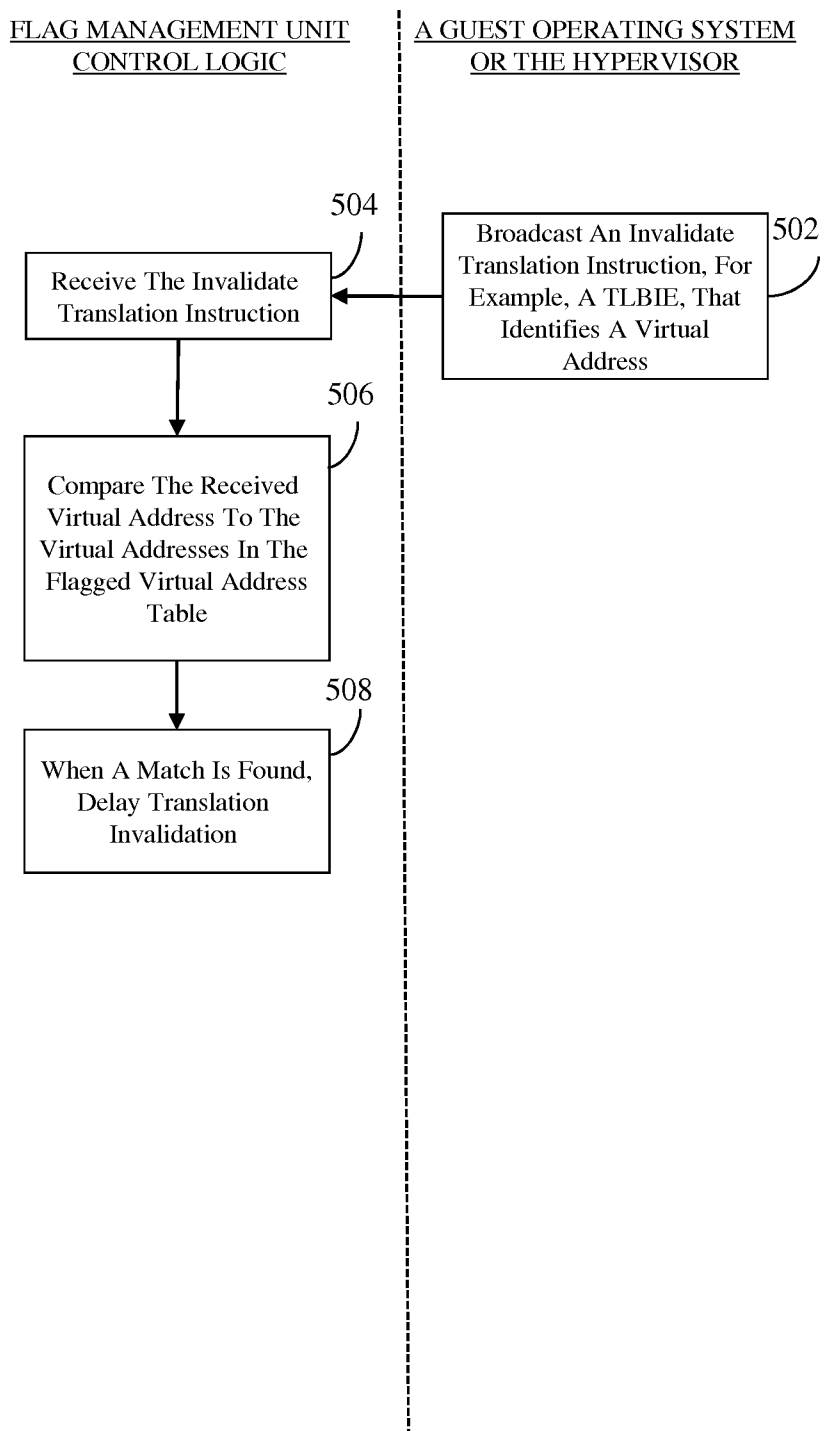 FLAG MANAGEMENT UNIT
CONTROL LOGIC
A GUEST OPERATING SYSTEM
OR THE HYPERVISOR
502
Broadcast An Invalidate
Translation Instruction, For
Example, A TLBIE, That
Identifies A Virtual
Address
504
Receive The Invalidate
Translation Instruction
506
Compare The Received
Virtual Address To The
Virtual Addresses In The
Flagged Virtual Address
Table
508
When A Match Is Found,
Delay Translation
Invalidation